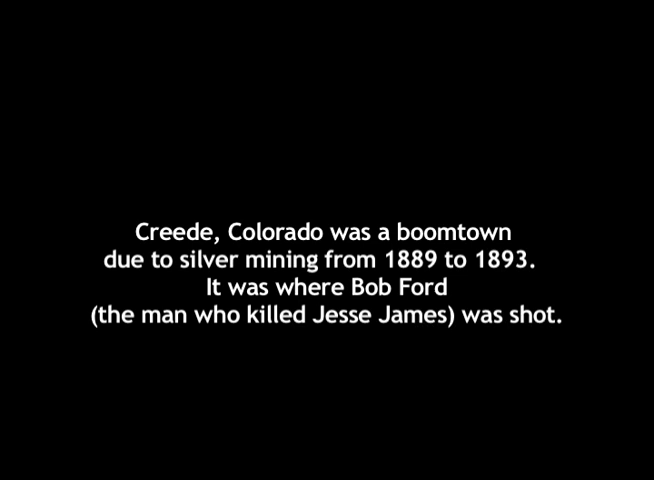 Creede, Colorado was a boomtown
due to silver mining from 1889 to 1893.
It was where Bob Ford
(the man who killed Jesse James) was shot.